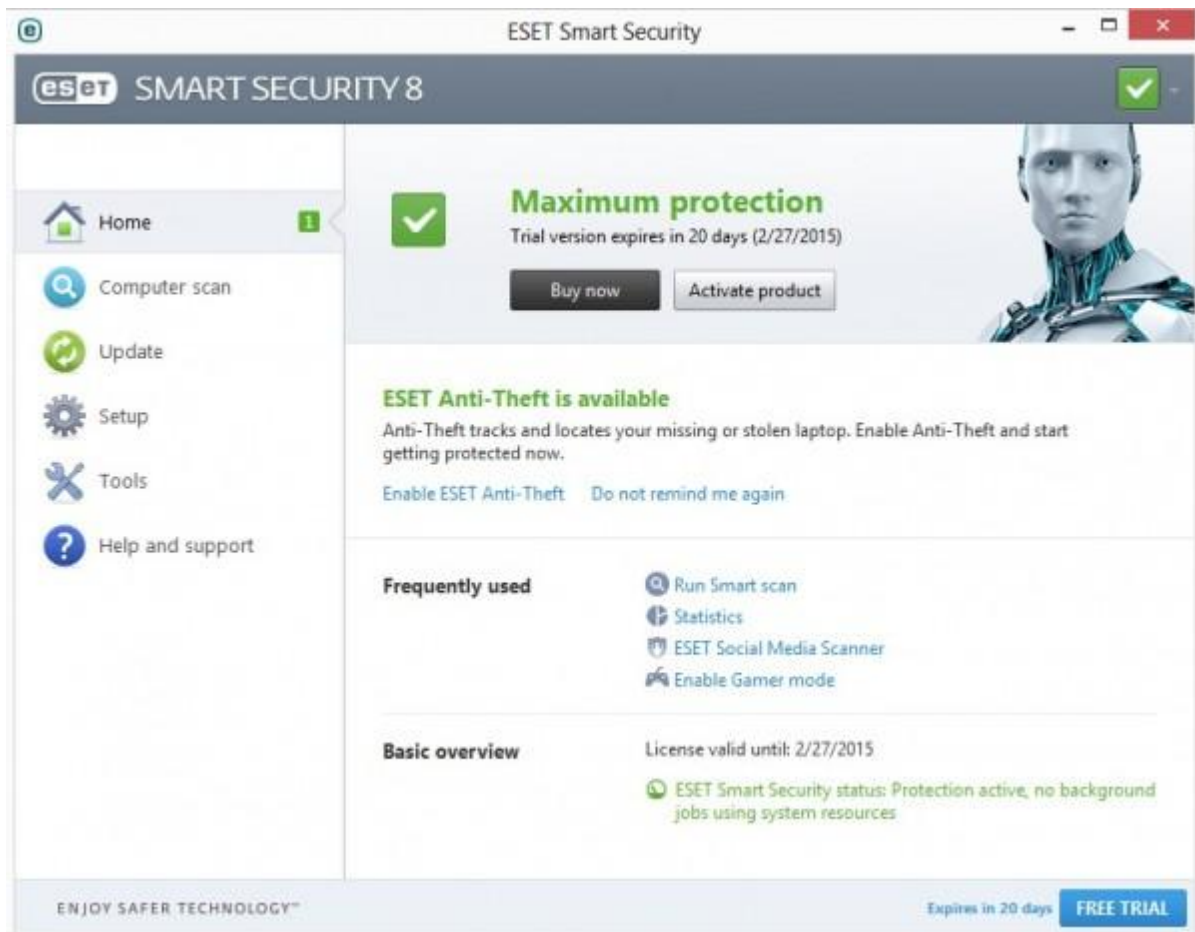 ESET Smart Security
eset SMART SECURITY 8
Home 1
Computer scan
Update
Setup
Tools
Help and support
Maximum protection
Trial version expires in 20 days (2/27/2015)
Buy now Activate product
ESET Anti-Theft is available
Anti-Theft tracks and locates your missing or stolen laptop. Enable Anti-Theft and start
getting protected now.
Enable ESET Anti-Theft Do not remind me again
Frequently used
Run Smart scan
Statistics
ESET Social Media Scanner
Enable Gamer mode
Basic overview
License valid until: 2/27/2015
ESET Smart Security status: Protection active, no background
jobs using system resources
ENJOY SAFER TECHNOLOGY™
Expires in 20 days FREE TRIAL